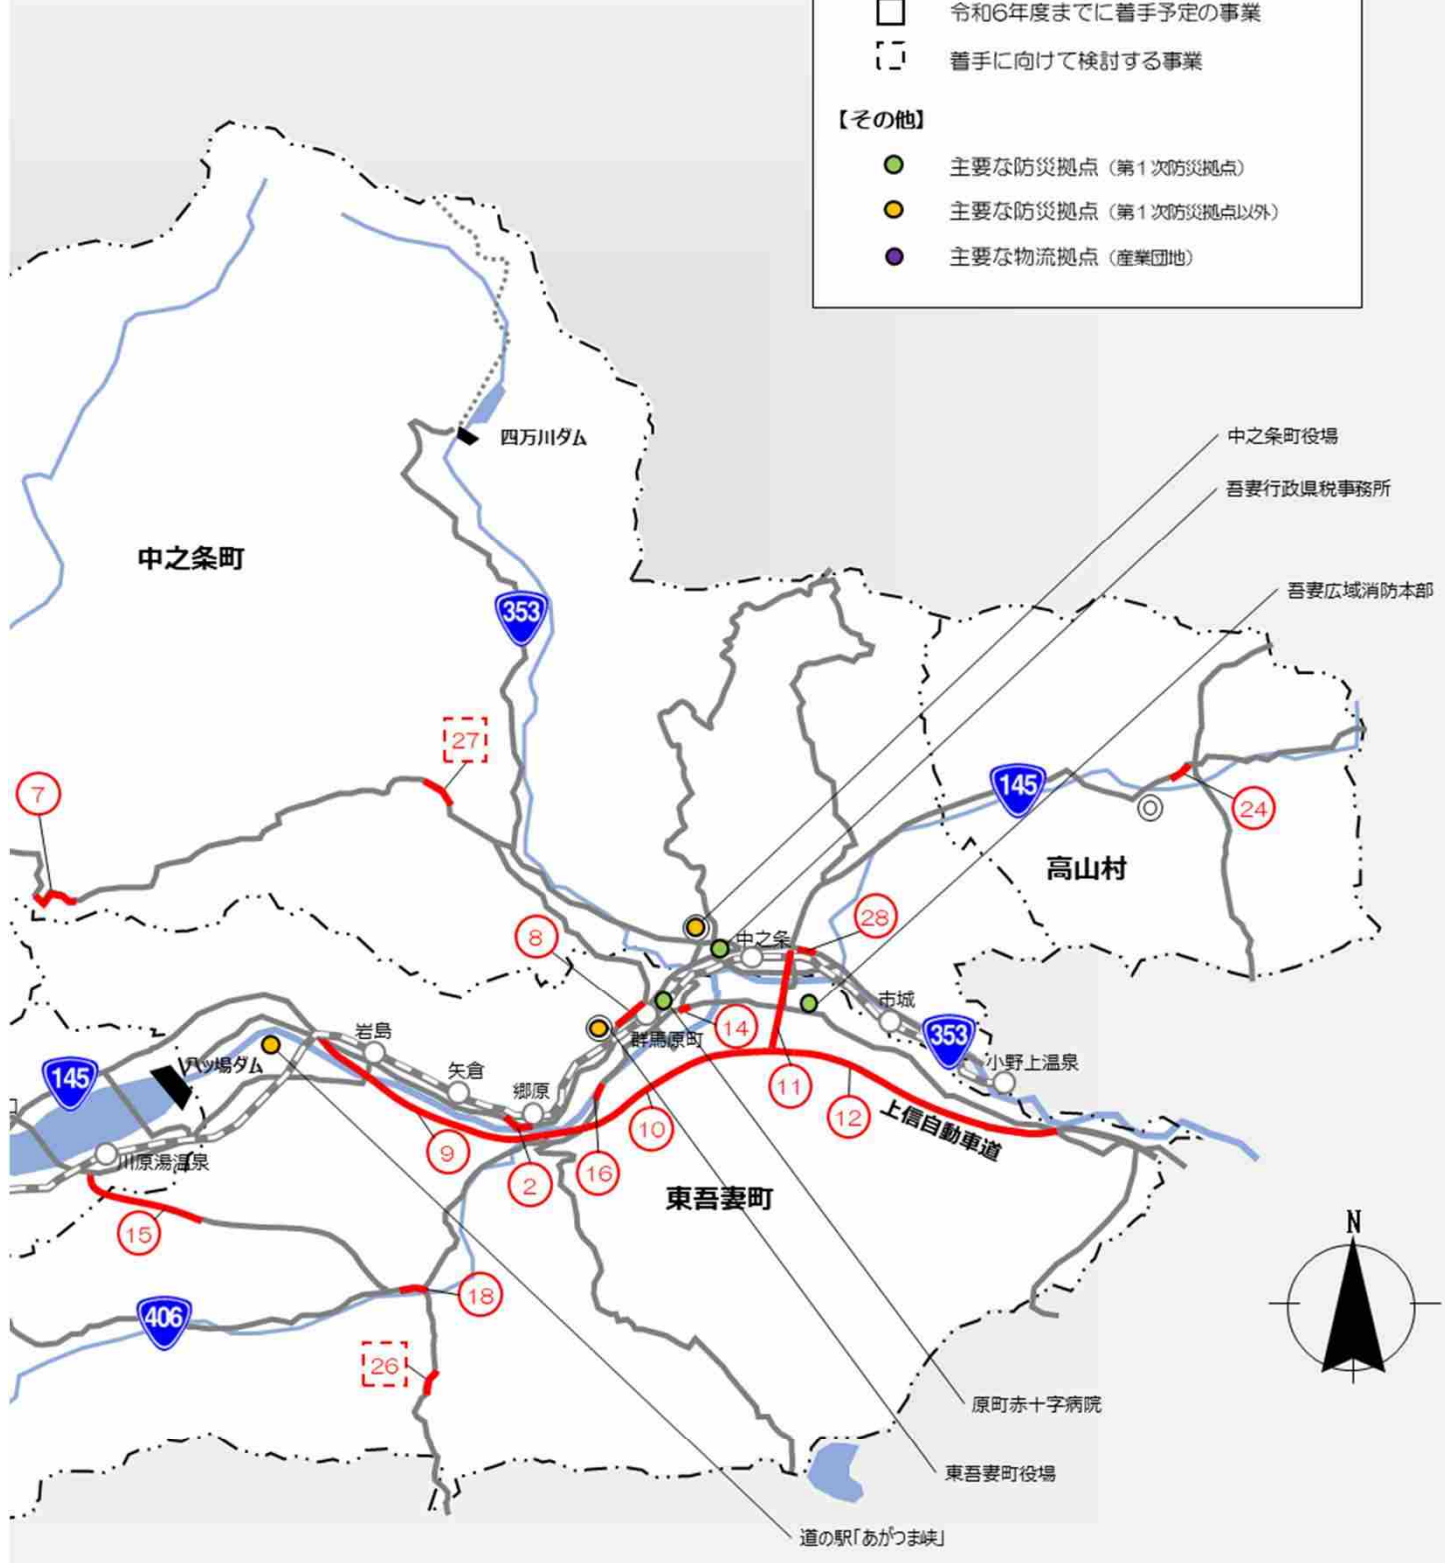 令和6年度までに着手予定の事業
着手に向けて検討する事業
【その他】
主要な防災拠点（第1次防災拠点）
主要な防災拠点（第1次防災拠点以外）
主要な物流拠点（産業団地）
四万川ダム
中之条町役場
吾妻行政県税事務所
中之条町
353
吾妻広域消防本部
27
7
145
24
高山村
28
8
中之条
市城
14
群馬原町
353
小野上温泉
岩島
八ッ場ダム
145
矢倉
郷原
11
12
10
上信自動車道
9
2
16
川原湯温泉
東吾妻町
15
N
18
406
26
原町赤十字病院
東吾妻町役場
道の駅「あがつま峡」